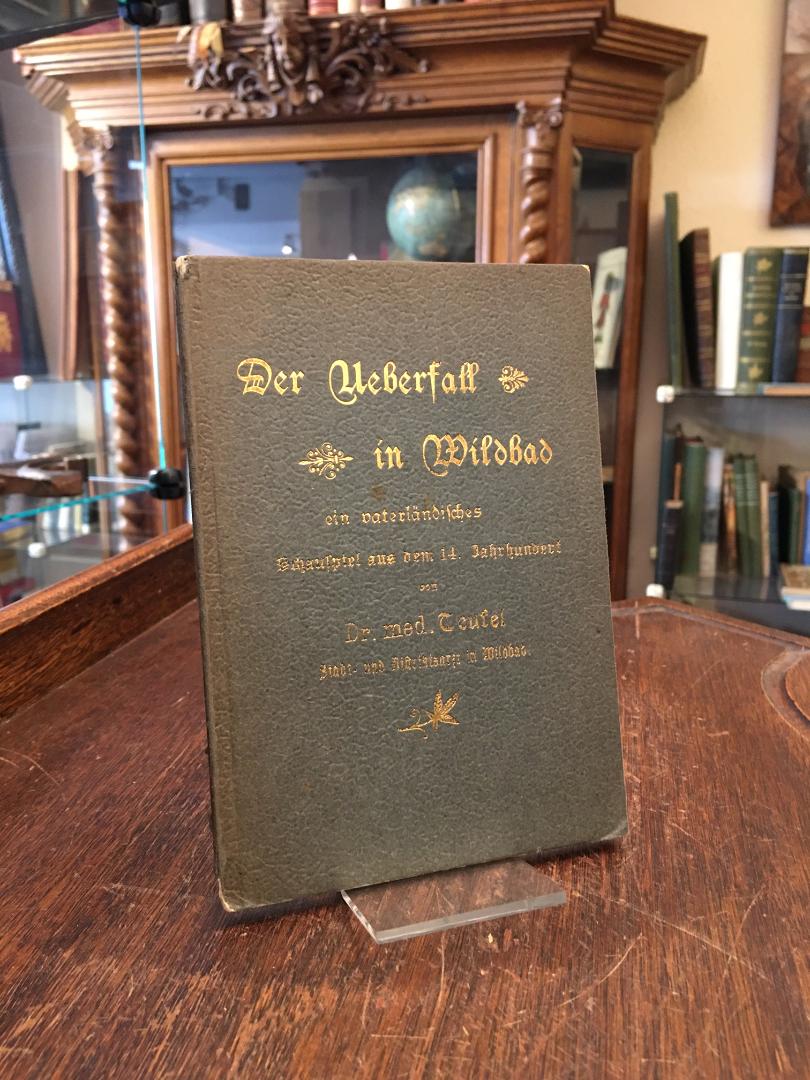 Der Ueberfall
in Wildbad
ein vaterländisches
Schauspiel aus dem 14. Jahrhundert
von
Dr. med. Teufel
Stadt- und Distriktsarzt in Wildbad.